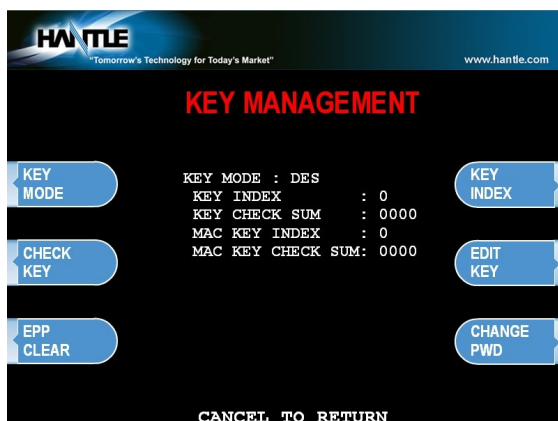 HANTLE
"Tomorrow's Technology for Today's Market"
www.hantle.com
KEY MANAGEMENT
KEY
MODE
CHECK
KEY
EPP
CLEAR
KEY MODE : DES
KEY INDEX : 0
KEY CHECK SUM : 0000
MAC KEY INDEX : 0
MAC KEY CHECK SUM: 0000
KEY
INDEX
EDIT
KEY
CHANGE
PWD
CANCEL TO RETURN